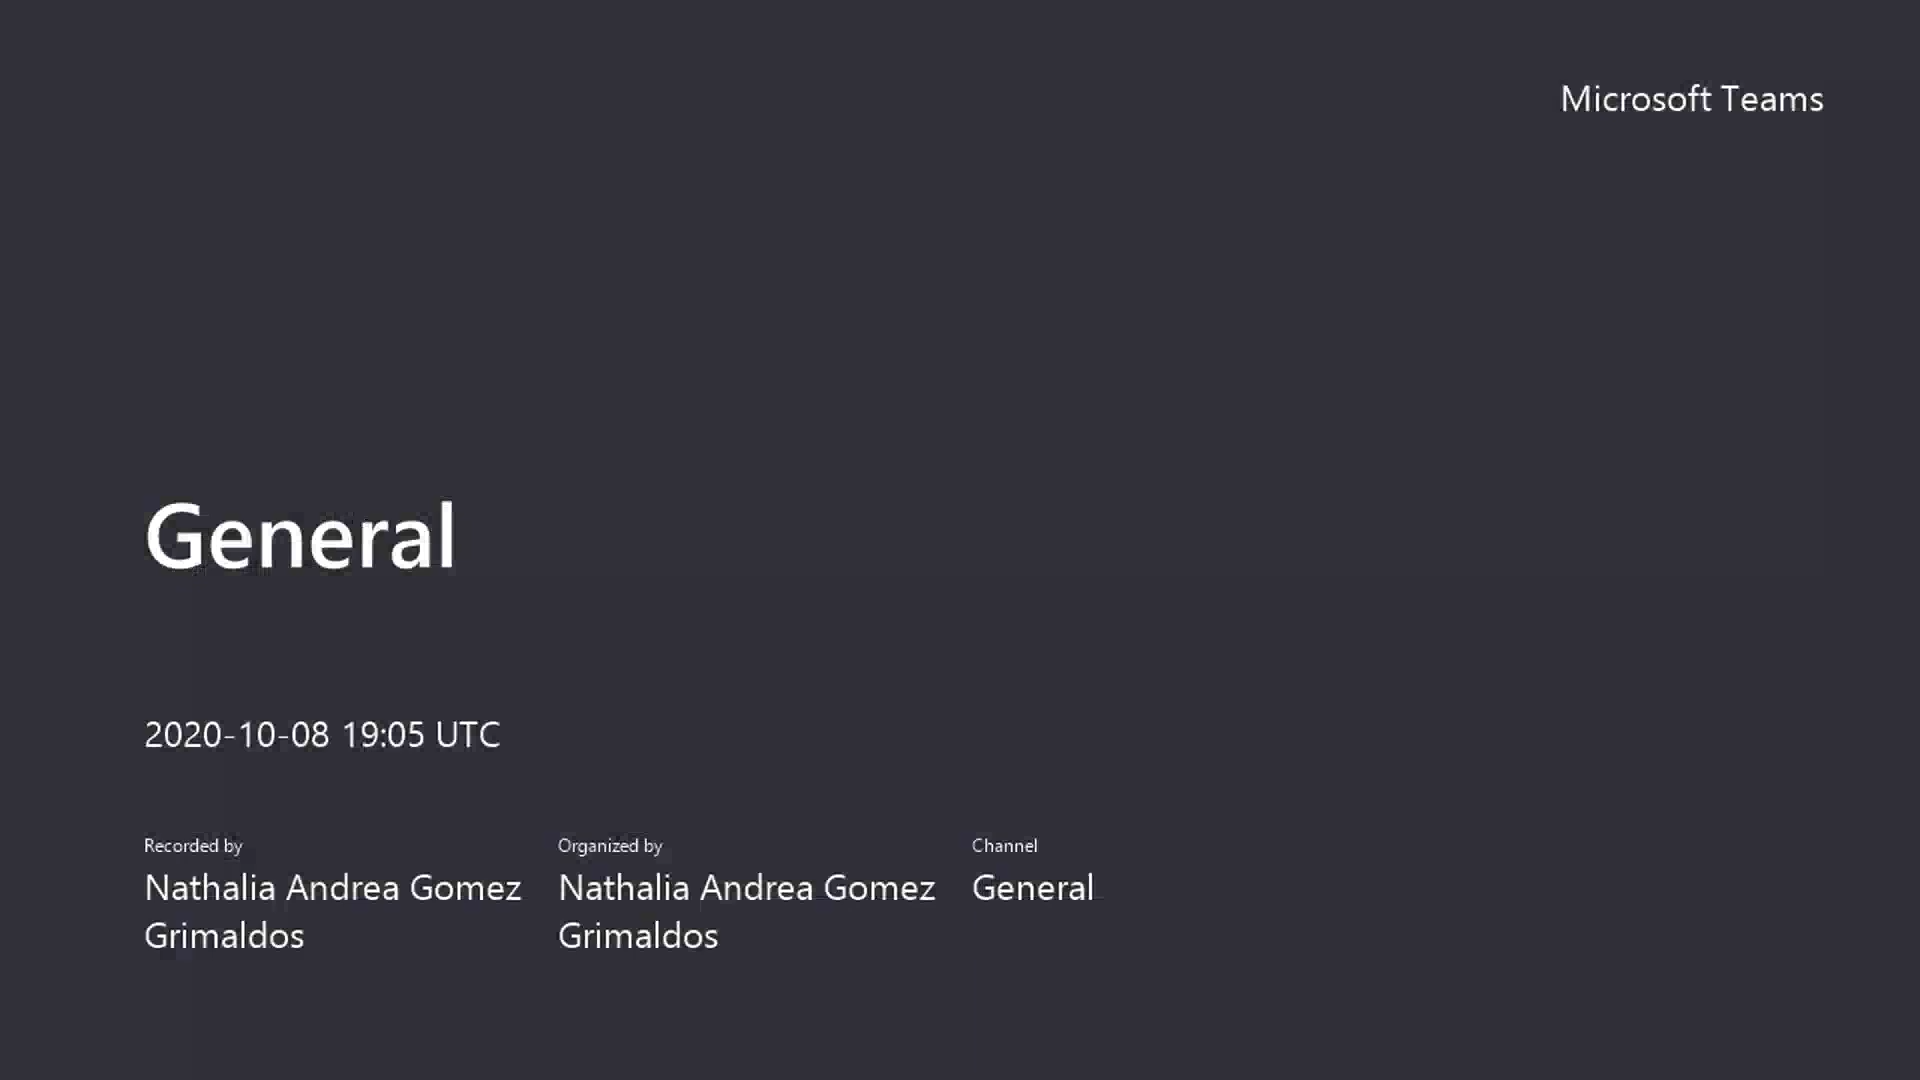 Microsoft Teams
General
2020-10-08 19:05 UTC
Recorded by
Nathalia Andrea Gomez
Grimaldos
Organized by
Nathalia Andrea Gomez
Grimaldos
Channel
General